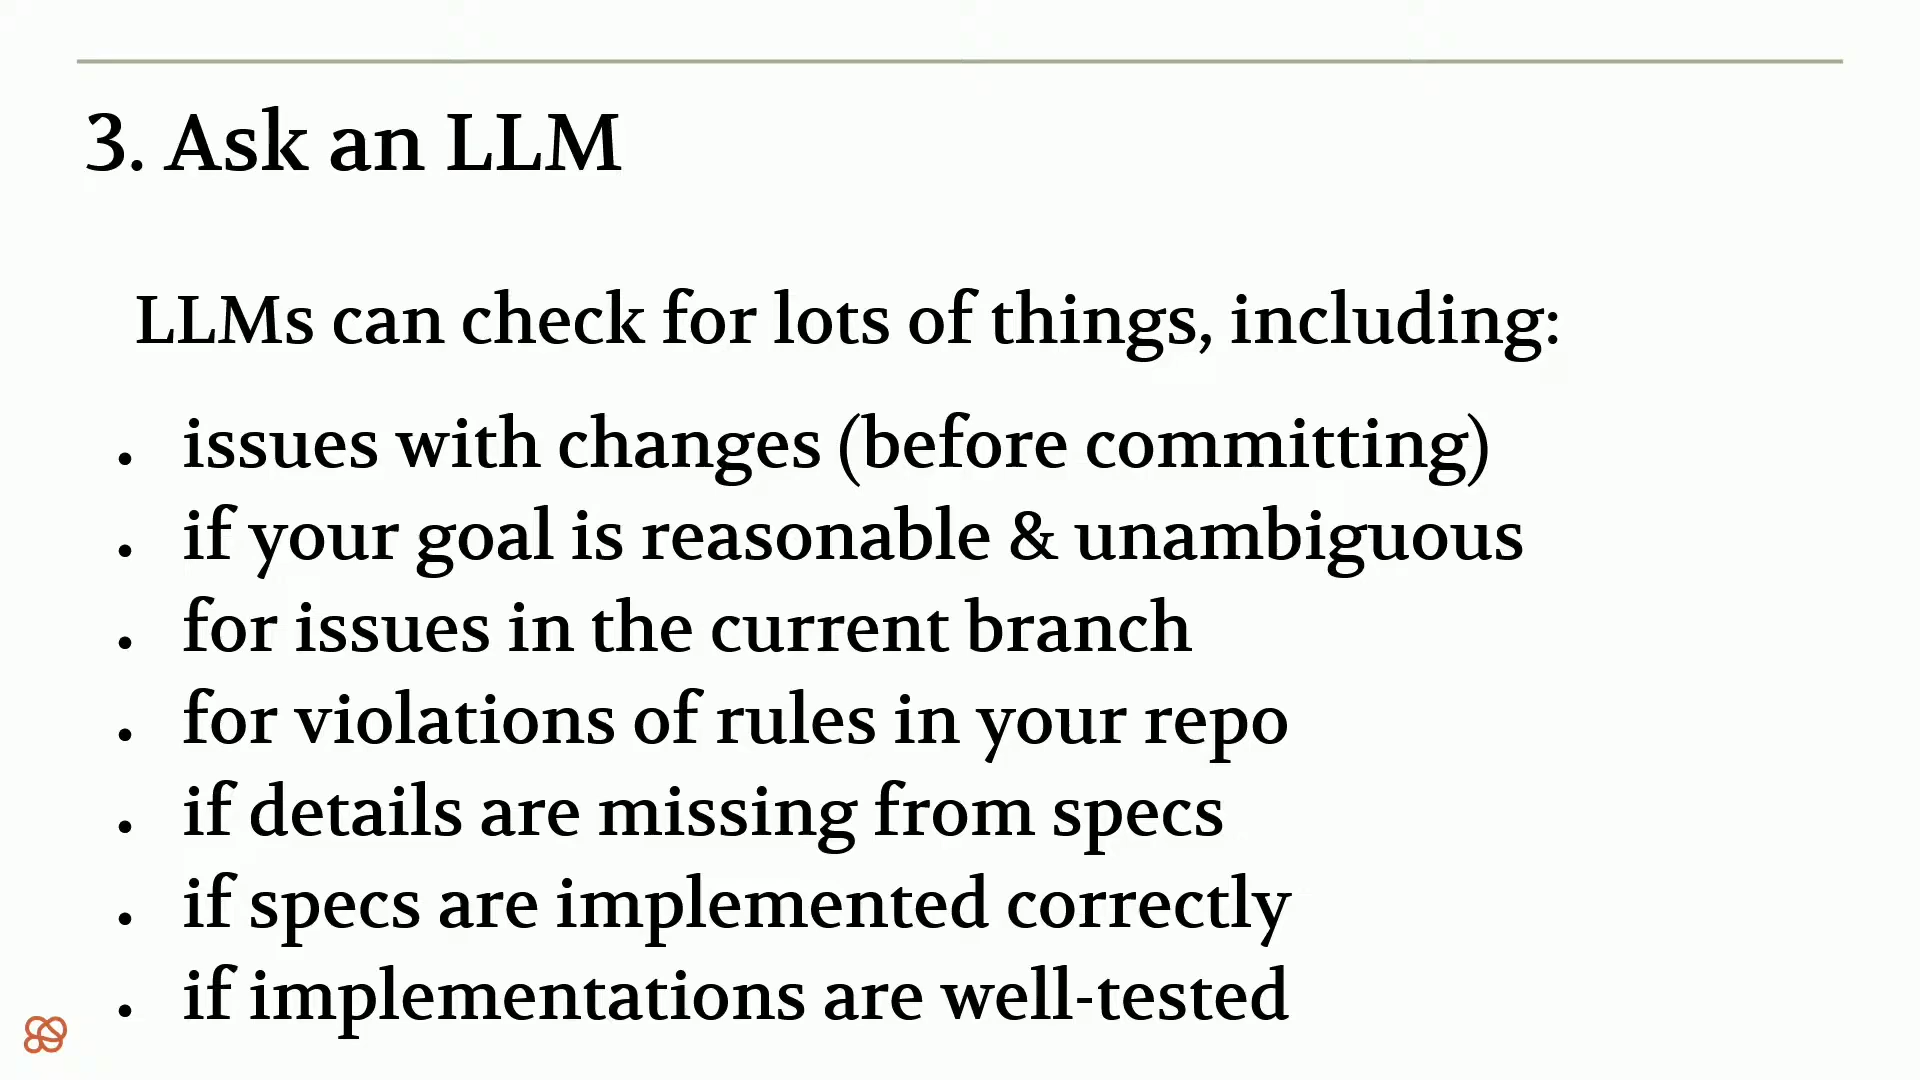 3. Ask an LLM
LLMs can check for lots of things, including:
• issues with changes (before committing)
• if your goal is reasonable & unambiguous
• for issues in the current branch
• for violations of rules in your repo
• if details are missing from specs
• if specs are implemented correctly
• if implementations are well-tested